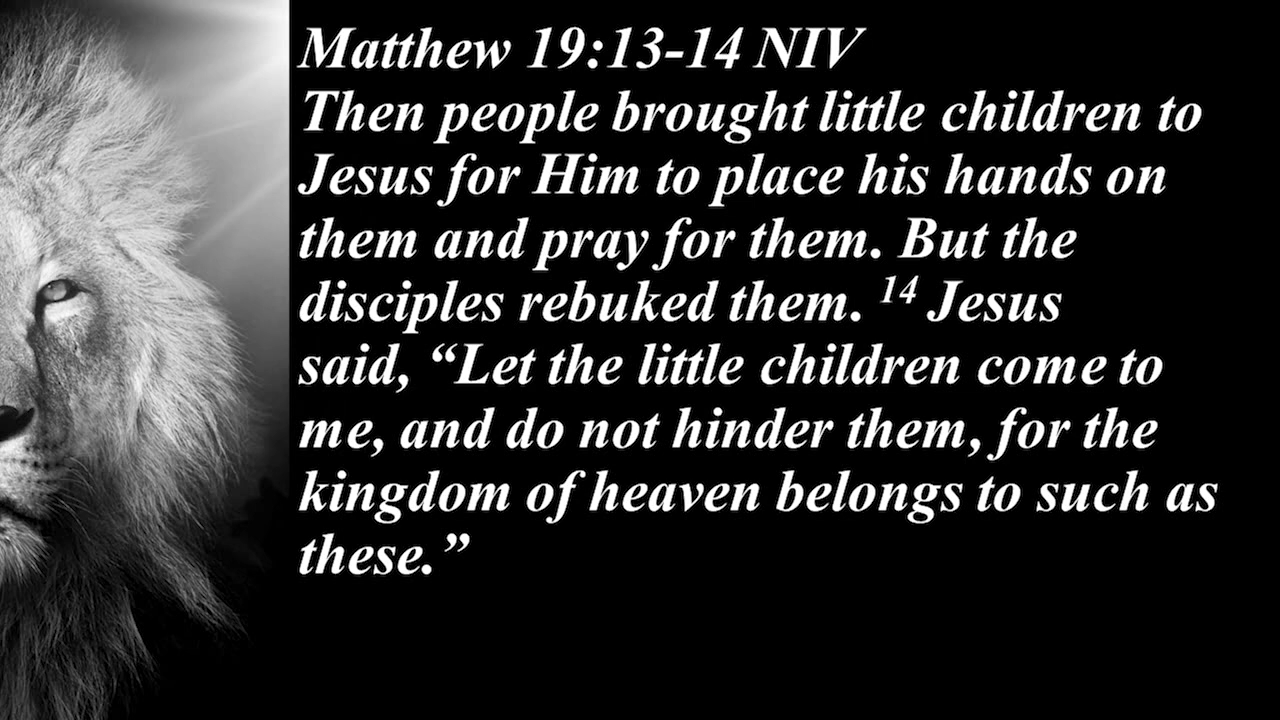 Matthew 19:13-14 NIV
Then people brought little children to
Jesus for Him to place his hands on
them and pray for them. But the
disciples rebuked them. 14 Jesus
said, “Let the little children come to
me, and do not hinder them, for the
kingdom of heaven belongs to such as
these.”